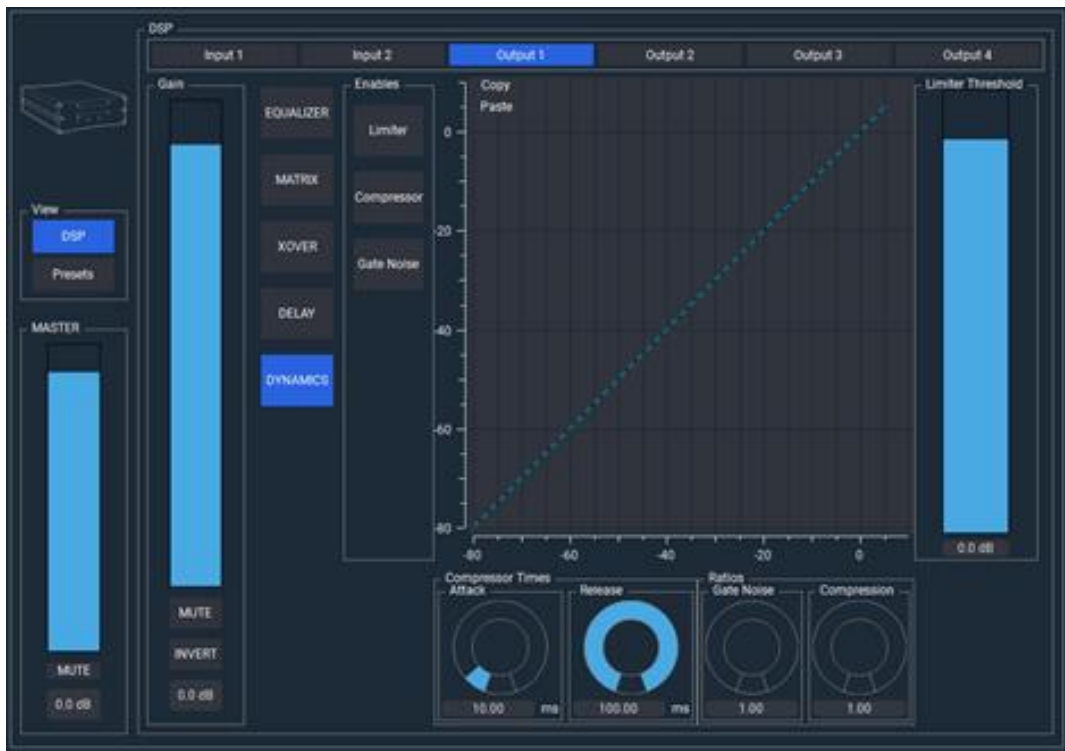 DSP
Input 1
Input 2
Output 1
Output 2
Output 3
Output 4
View
DSP
Presets
MASTER
MUTE
0.0 dB
Gain
MUTE
INVERT
0.0 dB
EQUALIZER
MATRIX
XOVER
DELAY
DYNAMICS
Enables
Limiter
Compressor
Gate Noise
Copy
Paste
0
-20
-40
-60
-80
-80
-60
-40
-20
0
Limiter Threshold
0.0 dB
Compressor Times
Attack
10.00 ms
Release
100.00 ms
Ratios
Gate Noise
1.00
Compression
1.00